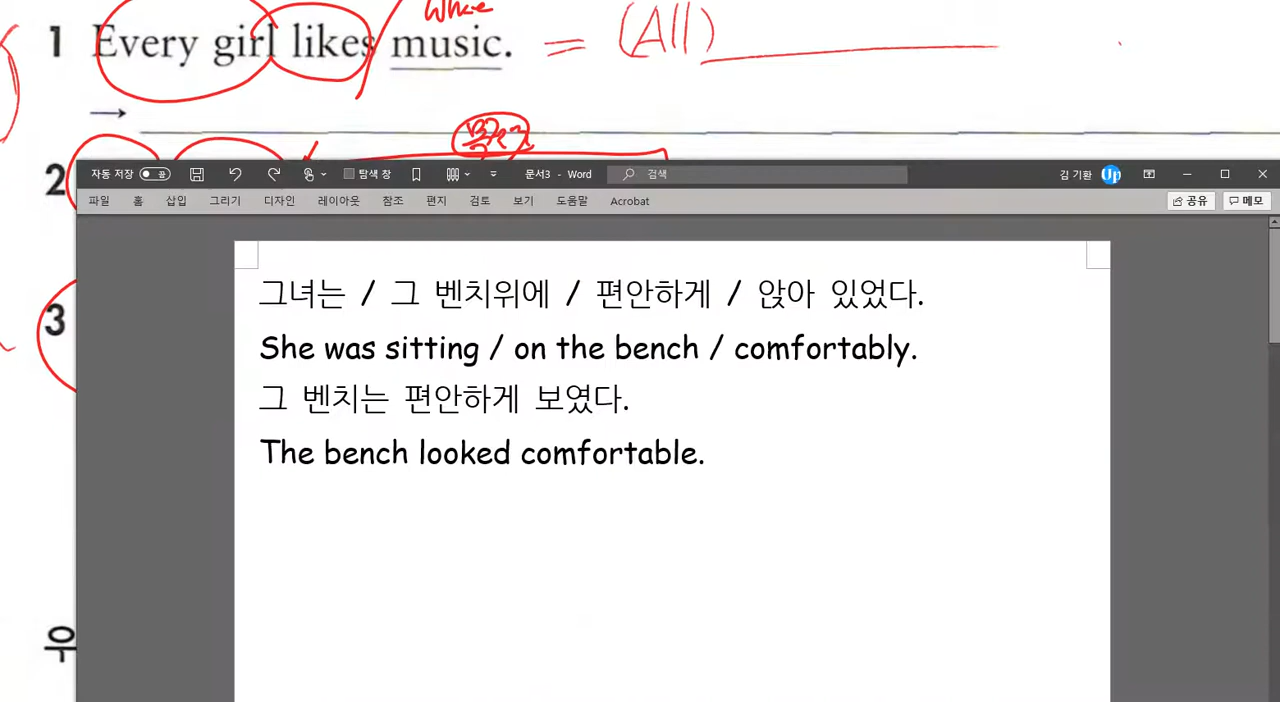 1 Every girl likes music. = (All)
→
2
자동 저장 끔 탐색 창 문서3 - Word 검색 김 기환 Up
파일 홈 삽입 그리기 디자인 레이아웃 참조 편지 검토 보기 도움말 Acrobat 공유 메모
그녀는 / 그 벤치위에 / 편안하게 / 앉아 있었다.
3
She was sitting / on the bench / comfortably.
그 벤치는 편안하게 보였다.
The bench looked comfortable.
우